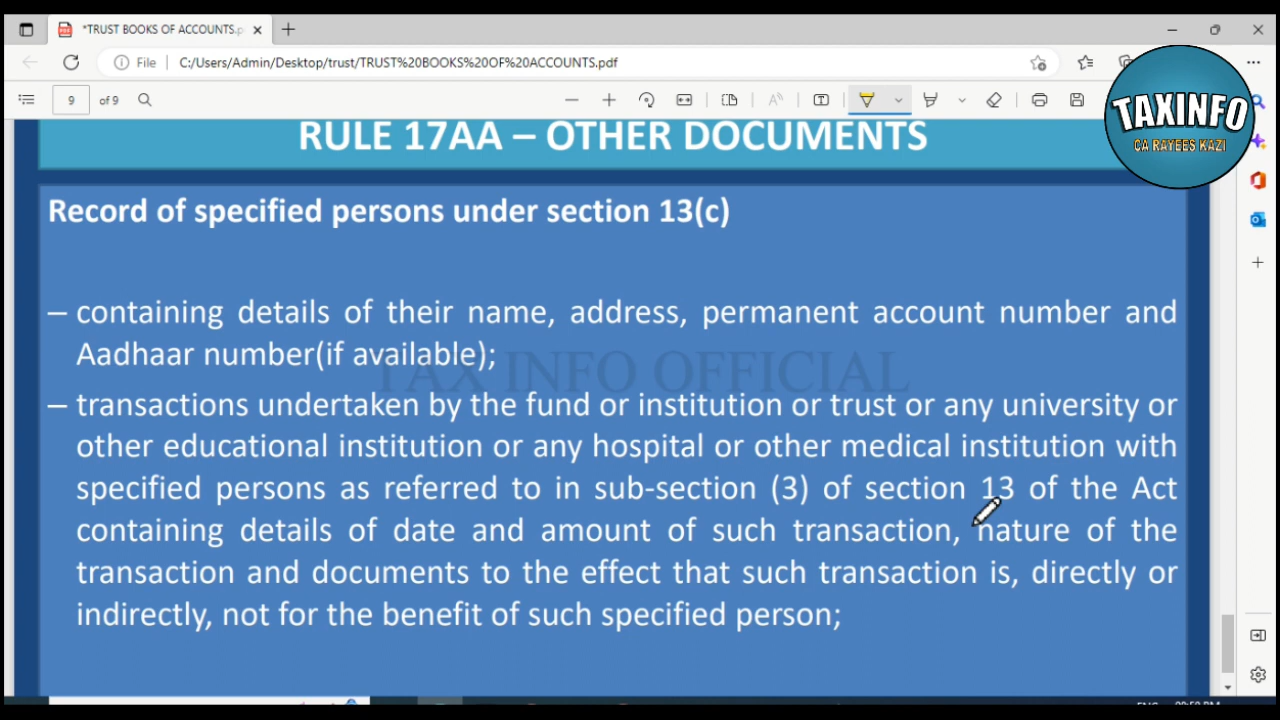 *TRUST BOOKS OF ACCOUNTS.p
File C:/Users/Admin/Desktop/trust/TRUST%20BOOKS%20OF%20ACCOUNTS.pdf
9 of 9
TAXINFO
CA RAYEES KAZI
RULE 17AA – OTHER DOCUMENTS
Record of specified persons under section 13(c)
– containing details of their name, address, permanent account number and
Aadhaar number(if available);
TAX INFO OFFICIAL
– transactions undertaken by the fund or institution or trust or any university or
other educational institution or any hospital or other medical institution with
specified persons as referred to in sub-section (3) of section 13 of the Act
containing details of date and amount of such transaction, nature of the
transaction and documents to the effect that such transaction is, directly or
indirectly, not for the benefit of such specified person;